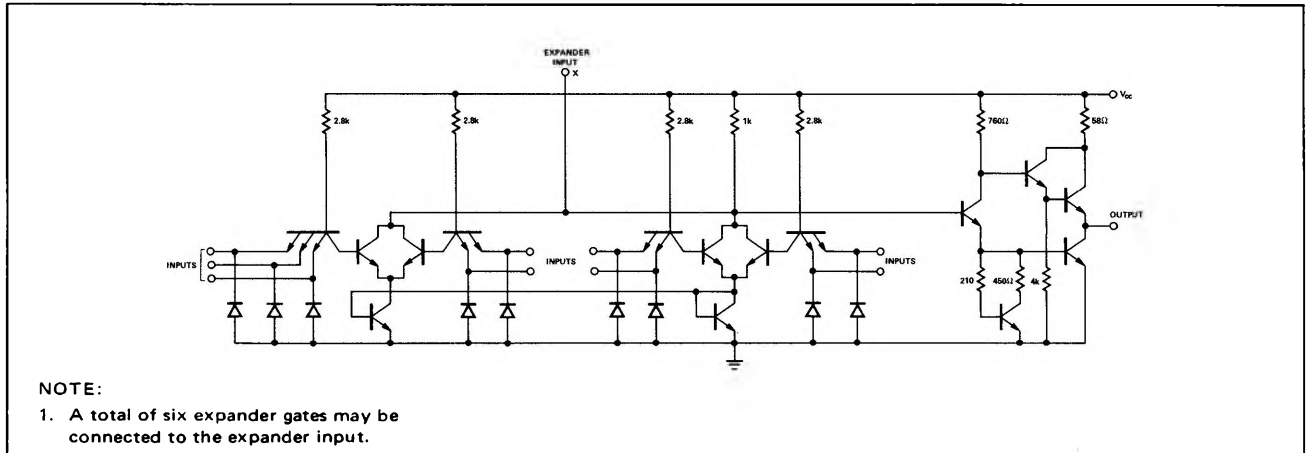 EXPANDER
INPUT
X
Vcc
2.8k
2.8k
2.8k
1k
2.8k
760Ω
58Ω
OUTPUT
INPUTS
INPUTS
INPUTS
210
450Ω
4k
NOTE:
1. A total of six expander gates may be
connected to the expander input.